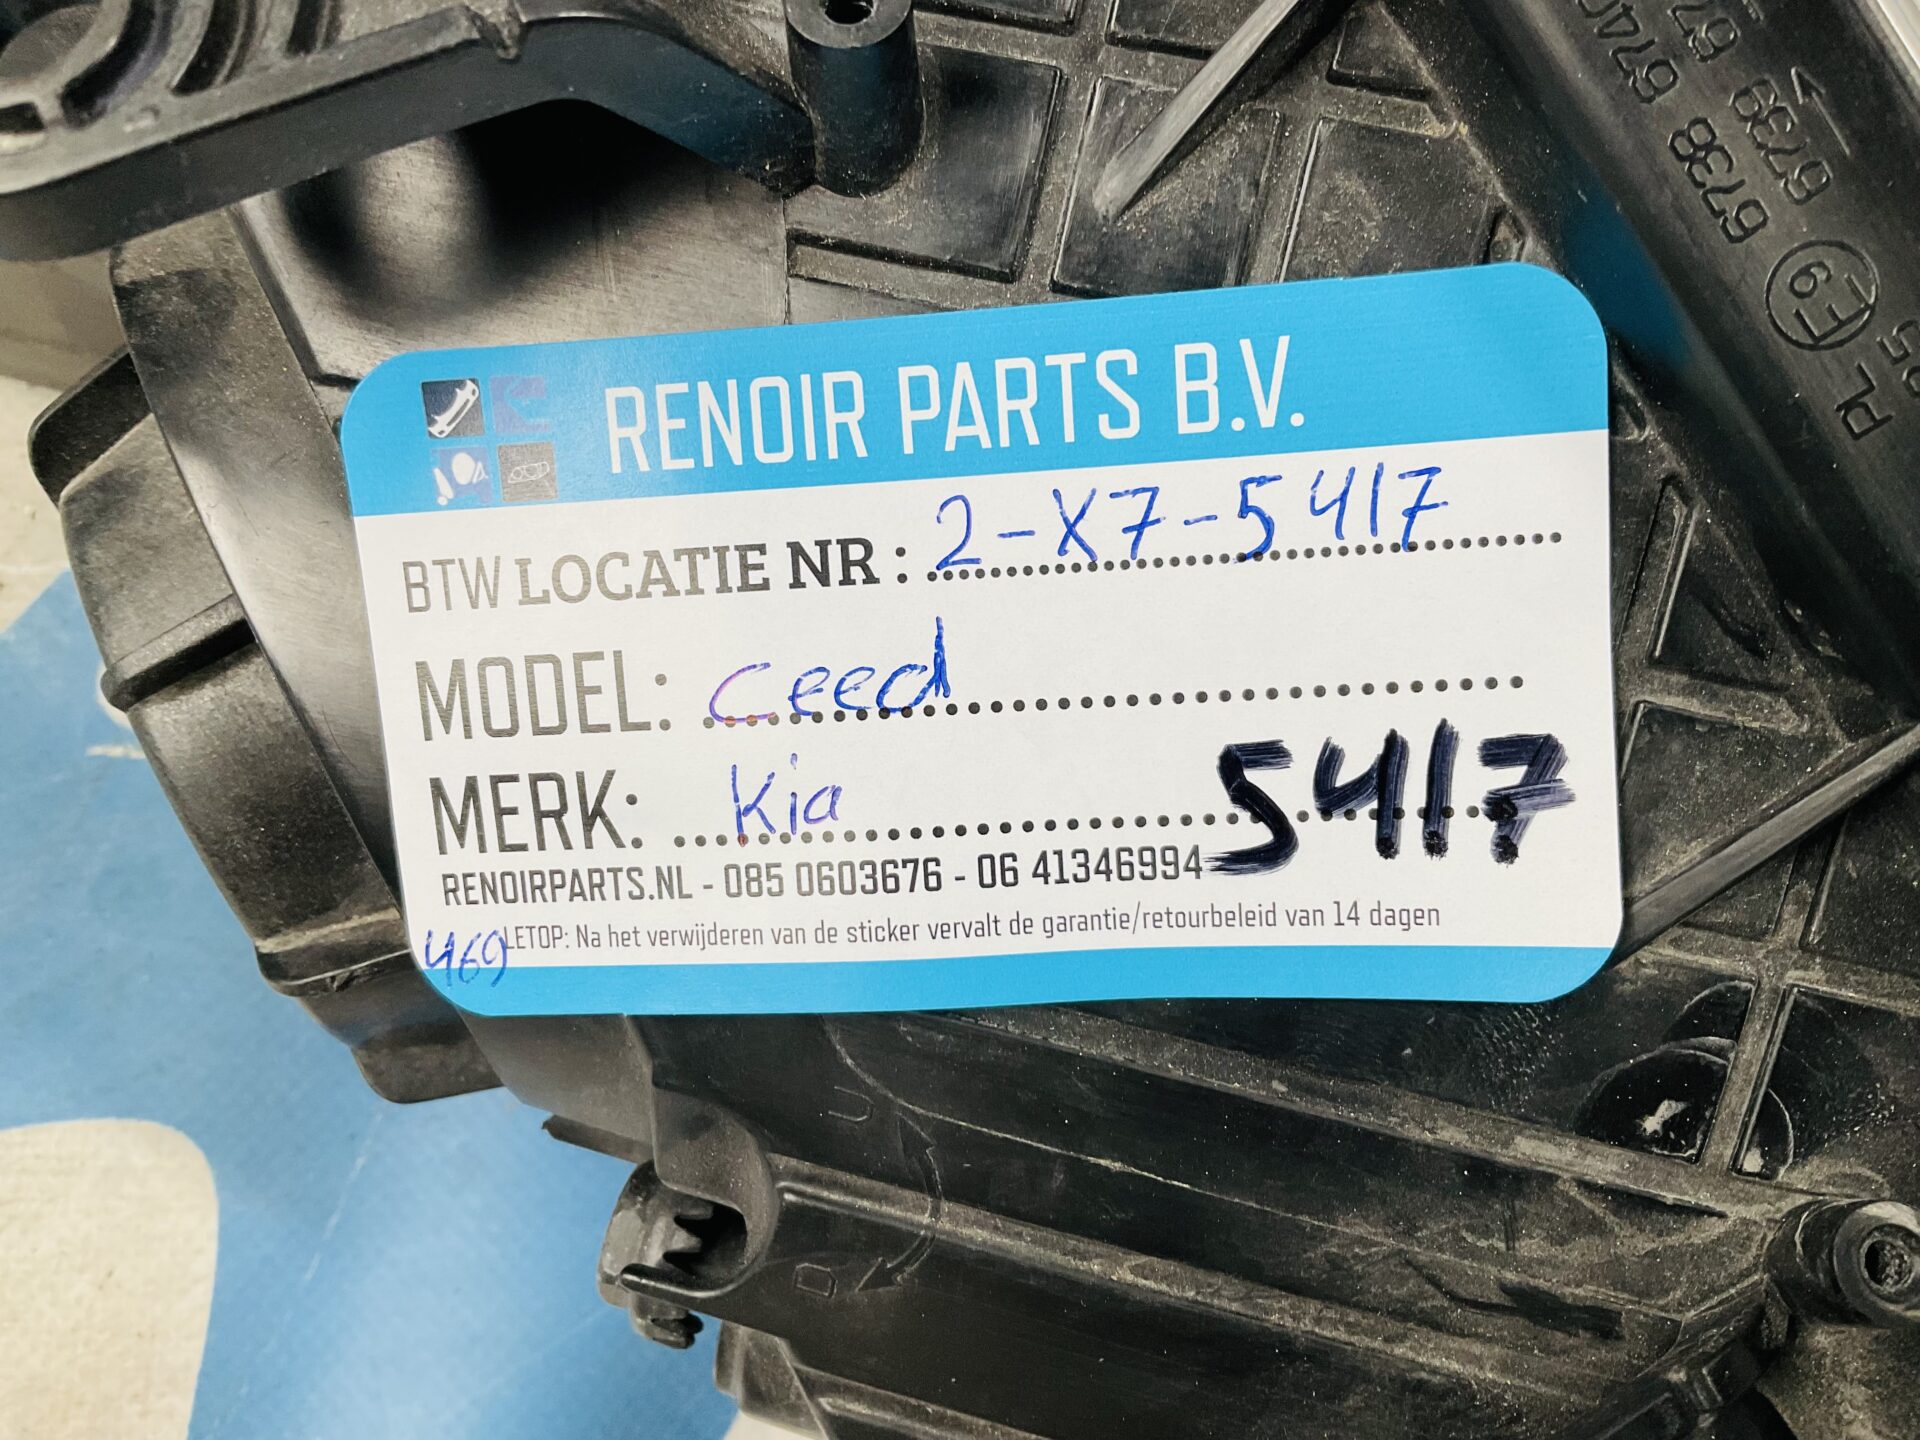 RENOIR PARTS B.V.
BTW LOCATIE NR : 2-X7-5417
MODEL: ceed
MERK: Kia
5417
RENOIRPARTS.NL - 085 0603676 - 06 41346994
LETOP: Na het verwijderen van de sticker vervalt de garantie/retourbeleid van 14 dagen
469
6738
6739
E9
PL
U
D